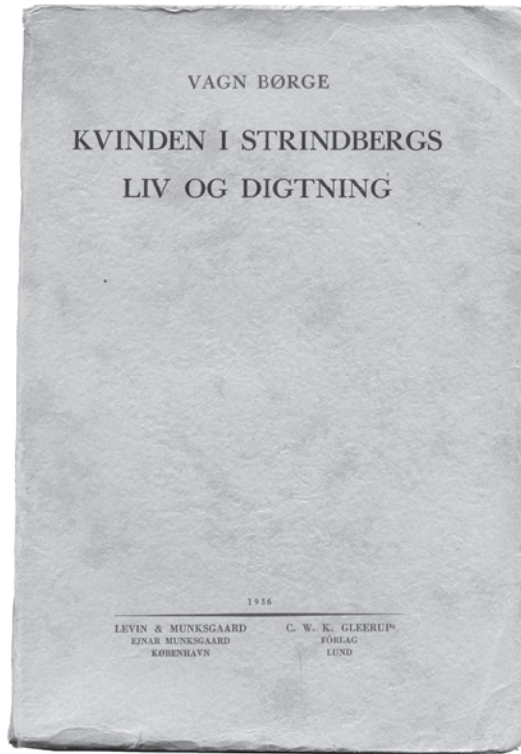 VAGN BØRGE
KVINDEN I STRINDBERGS
LIV OG DIGTNING
1936
LEVIN & MUNKSGAARD
EJNAR MUNKSGAARD
KØBENHAVN
C. W. K. GLEERUPS
FÖRLAG
LUND